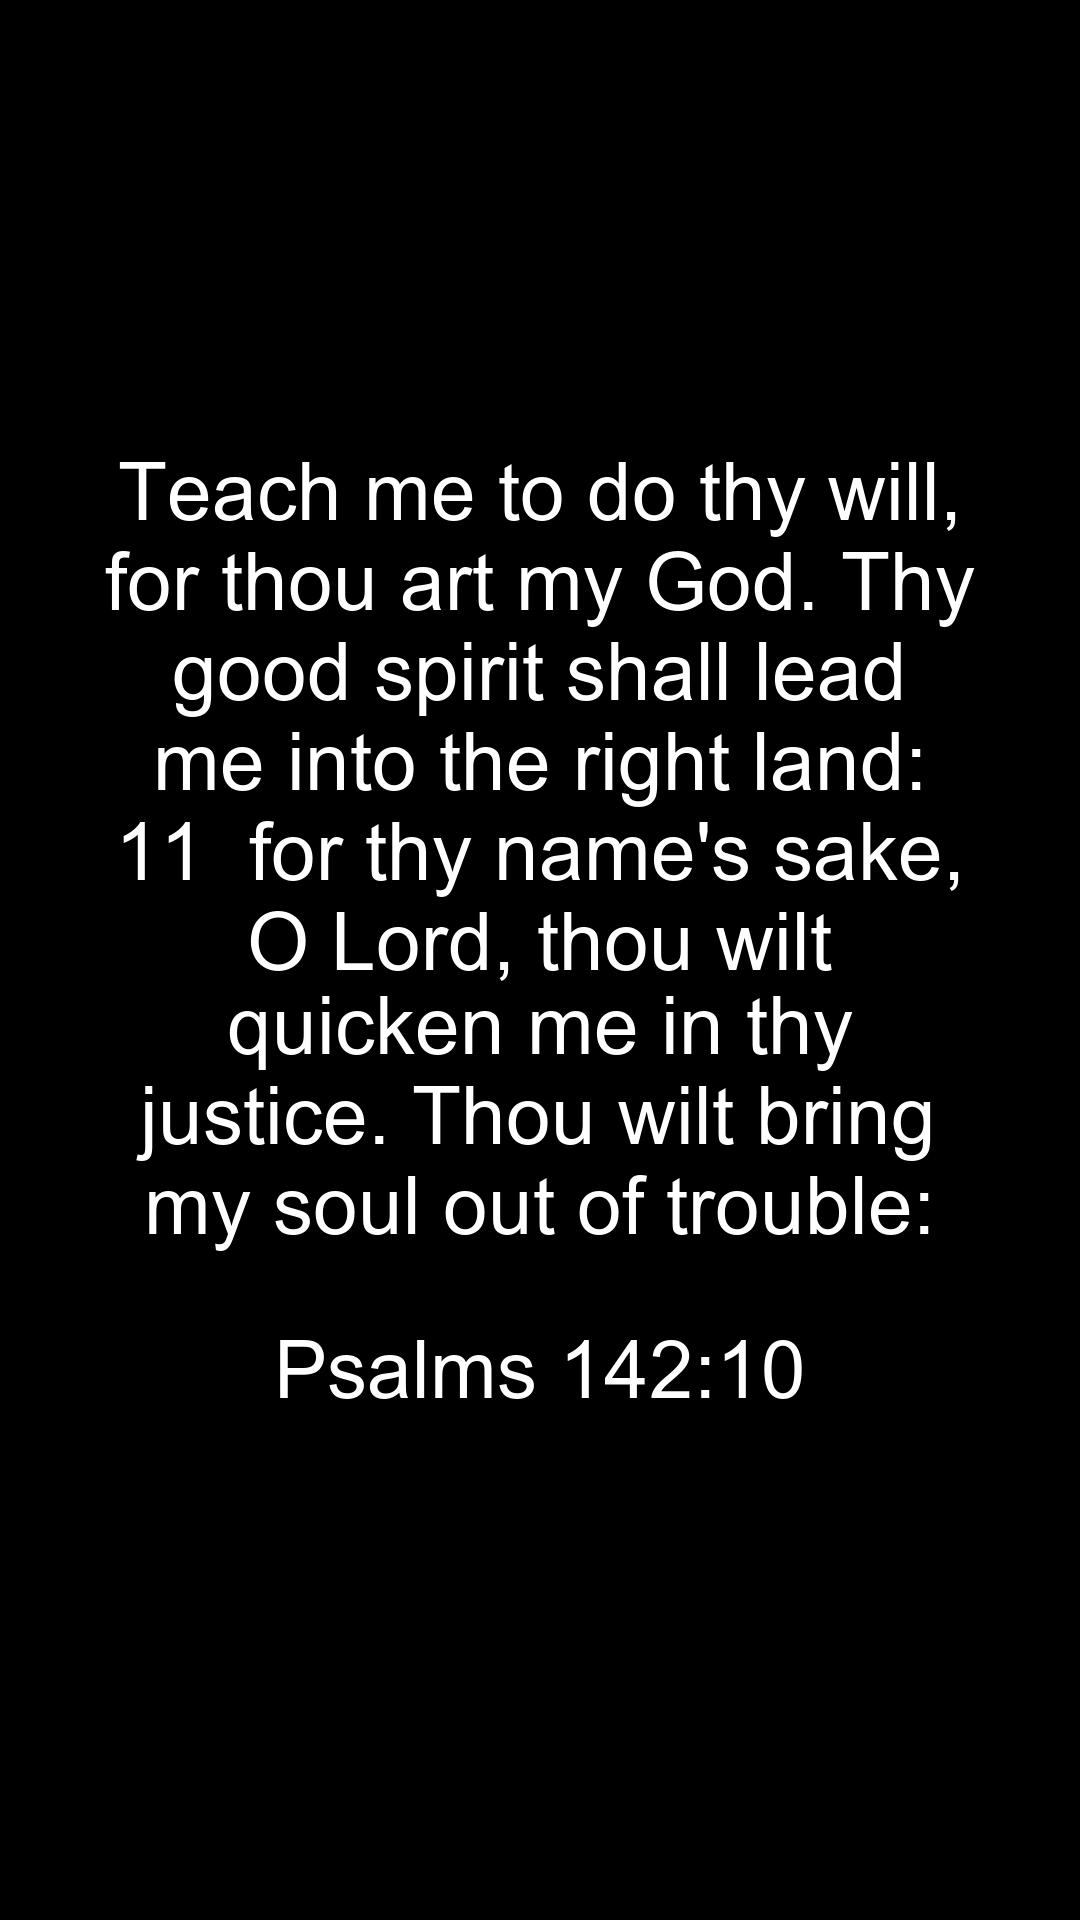 Teach me to do thy will,
for thou art my God. Thy
good spirit shall lead
me into the right land:
11  for thy name's sake,
O Lord, thou wilt
quicken me in thy
justice. Thou wilt bring
my soul out of trouble:
Psalms 142:10